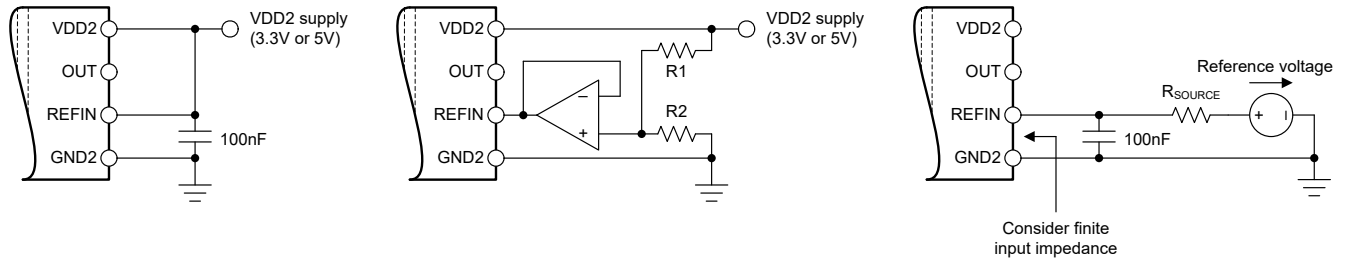 VDD2
OUT
REFIN
GND2
VDD2 supply
(3.3V or 5V)
100nF
VDD2
OUT
REFIN
GND2
VDD2 supply
(3.3V or 5V)
R1
R2
–
+
VDD2
OUT
REFIN
GND2
Reference voltage
RSOURCE
+
–
100nF
Consider finite
input impedance